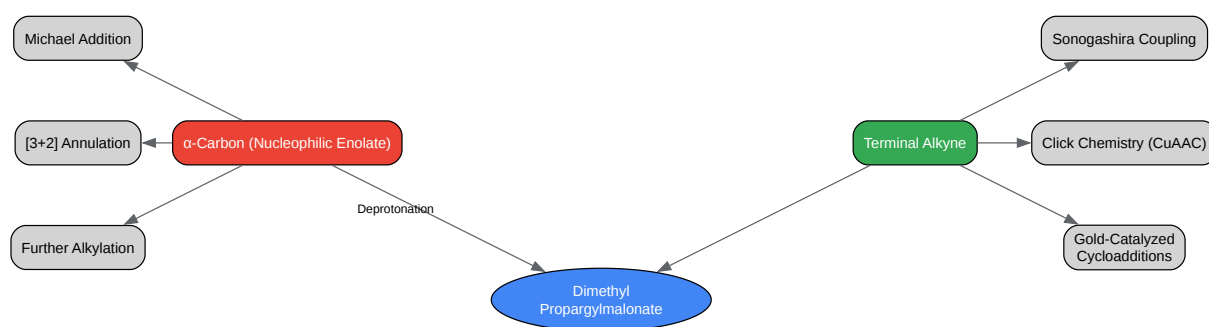 Michael Addition
Sonogashira Coupling
[3+2] Annulation
α-Carbon (Nucleophilic Enolate)
Terminal Alkyne
Click Chemistry (CuAAC)
Deprotonation
Further Alkylation
Gold-Catalyzed
Cycloadditions
Dimethyl
Propargylmalonate